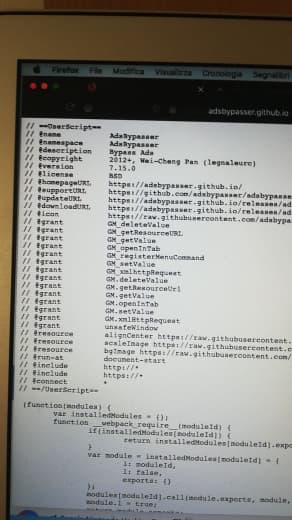 Firefox File Modifica Visualizza Cronologia Segnalibri
adsbypasser.github.io
// ==UserScript==
// @name AdsBypasser
// @namespace AdsBypasser
// @description Bypass Ads
// @copyright 2012+, Wei-Cheng Pan (legnaleurc)
// @version 7.15.0
// @license BSD
// @homepageURL https://adsbypasser.github.io/
// @supportURL https://github.com/adsbypasser/adsbypasse
// @updateURL https://adsbypasser.github.io/releases/ad
// @downloadURL https://adsbypasser.github.io/releases/ad
// @icon https://raw.githubusercontent.com/adsbypa
// @grant GM_deleteValue
// @grant GM_getResourceURL
// @grant GM_getValue
// @grant GM_openInTab
// @grant GM_registerMenuCommand
// @grant GM_setValue
// @grant GM_xmlhttpRequest
// @grant GM.deleteValue
// @grant GM.getResourceUrl
// @grant GM.getValue
// @grant GM.openInTab
// @grant GM.setValue
// @grant GM.xmlHttpRequest
// @grant unsafeWindow
// @resource alignCenter https://raw.githubusercontent.
// @resource scaleImage https://raw.githubusercontent.c
// @resource bgImage https://raw.githubusercontent.com/
// @run-at document-start
// @include http://*
// @include https://*
// @connect *
// ==/UserScript==
(function(modules) {
var installedModules = {};
function __webpack_require__(moduleId) {
if(installedModules[moduleId]) {
return installedModules[moduleId].expo
}
var module = installedModules[moduleId] = {
i: moduleId,
l: false,
exports: {}
};
modules[moduleId].call(module.exports, module,
module.l = true;
return module.exports